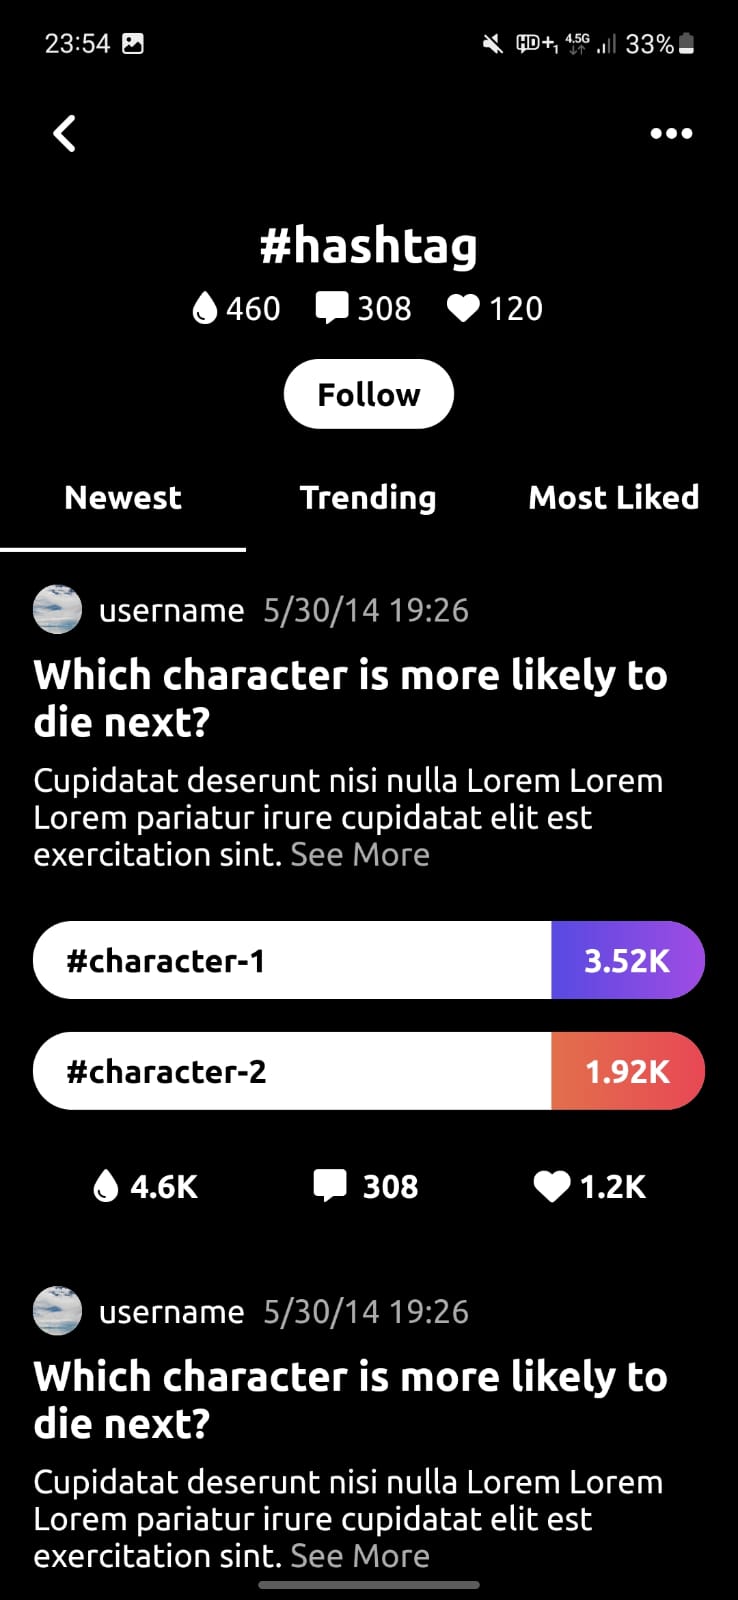 23:54 4.5G 33%
#hashtag
460 308 120
Follow
Newest Trending Most Liked
username 5/30/14 19:26
Which character is more likely to
die next?
Cupidatat deserunt nisi nulla Lorem Lorem
Lorem pariatur irure cupidatat elit est
exercitation sint. See More
#character-1 3.52K
#character-2 1.92K
4.6K 308 1.2K
username 5/30/14 19:26
Which character is more likely to
die next?
Cupidatat deserunt nisi nulla Lorem Lorem
Lorem pariatur irure cupidatat elit est
exercitation sint. See More